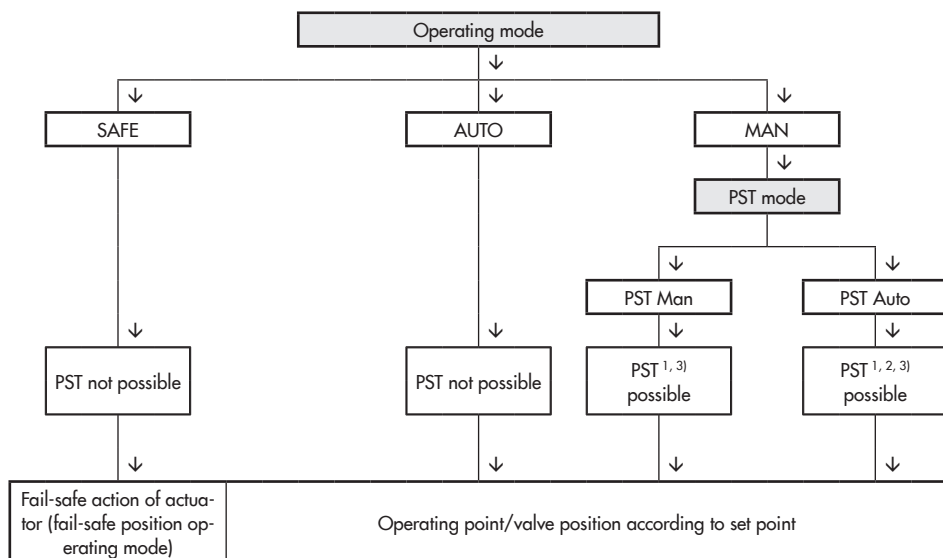 Operating mode
SAFE
AUTO
MAN
PST mode
PST Man
PST Auto
PST not possible
PST not possible
PST 1, 3)
possible
PST 1, 2, 3)
possible
Fail-safe action of actua-
tor (fail-safe position op-
erating mode)
Operating point/valve position according to set point